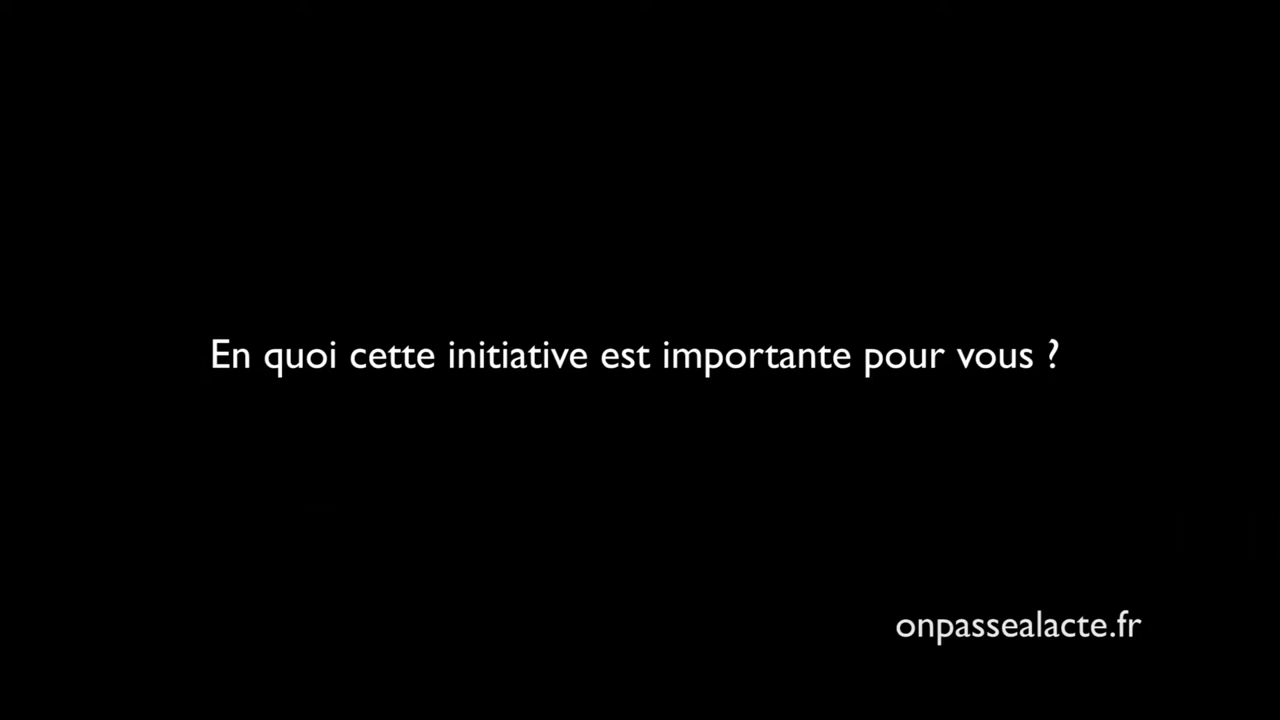 En quoi cette initiative est importante pour vous ?
onpassealacte.fr